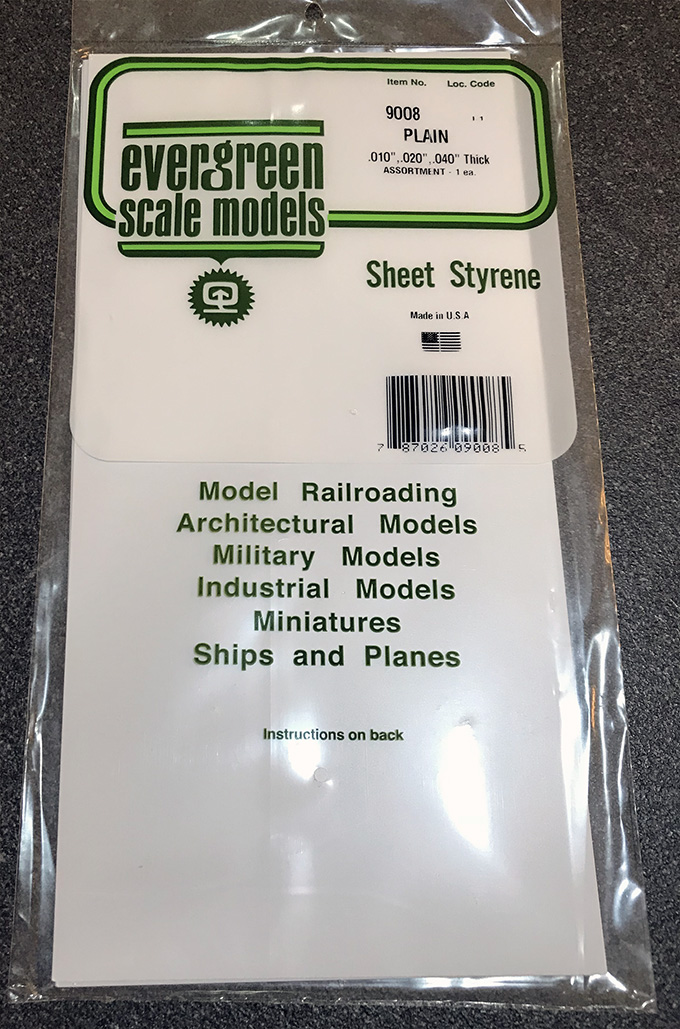 Item No. Loc. Code
9008 11
PLAIN
.010",.020",.040" Thick
ASSORTMENT - 1 ea.
evergreen
scale models
Sheet Styrene
Made in U.S.A
7 87026 09008 5
Model Railroading
Architectural Models
Military Models
Industrial Models
Miniatures
Ships and Planes
Instructions on back